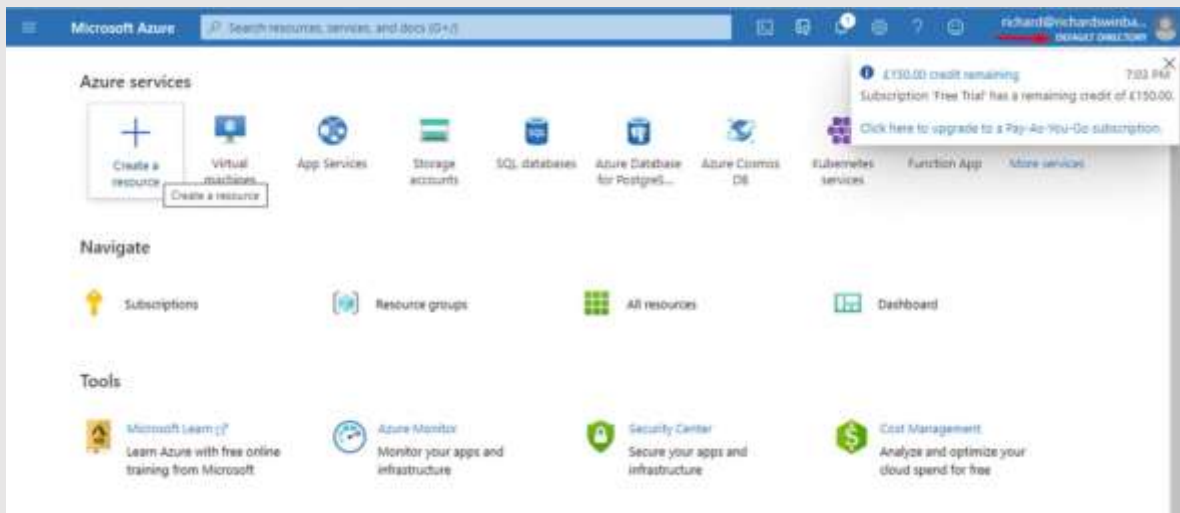 Microsoft Azure
Search resources, services, and docs (G+/)
1
richard@richardswinba...
DEFAULT DIRECTORY
£150.00 credit remaining
7:03 PM
Subscription 'Free Trial' has a remaining credit of £150.00.
Click here to upgrade to a Pay-As-You-Go subscription.
Azure services
Create a
resource
Virtual
machines
App Services
Storage
accounts
SQL databases
Azure Database
for PostgreS...
Azure Cosmos
DB
Kubernetes
services
Function App
More services
Create a resource
Navigate
Subscriptions
Resource groups
All resources
Dashboard
Tools
Microsoft Learn
Learn Azure with free online
training from Microsoft
Azure Monitor
Monitor your apps and
infrastructure
Security Center
Secure your apps and
infrastructure
Cost Management
Analyze and optimize your
cloud spend for free